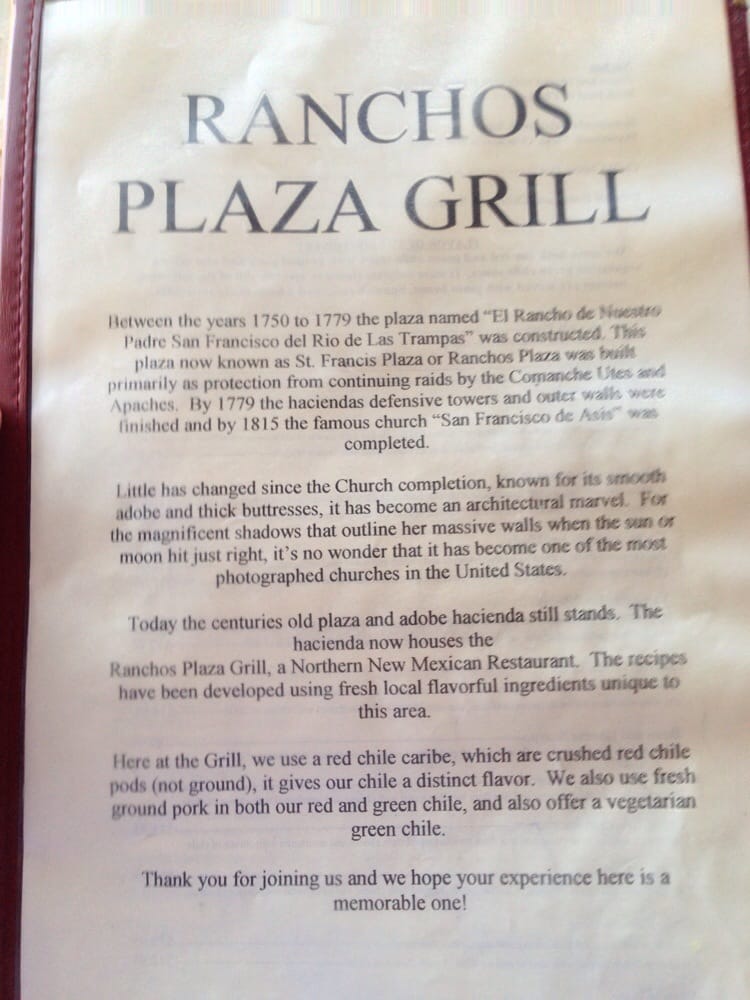 RANCHOS
PLAZA GRILL
Between the years 1750 to 1779 the plaza named “El Rancho de Nuestro
Padre San Francisco del Rio de Las Trampas” was constructed. This
plaza now known as St. Francis Plaza or Ranchos Plaza was built
primarily as protection from continuing raids by the Comanche Utes and
Apaches. By 1779 the haciendas defensive towers and outer walls were
finished and by 1815 the famous church “San Francisco de Asis” was
completed.
Little has changed since the Church completion, known for its smooth
adobe and thick buttresses, it has become an architectural marvel. For
the magnificent shadows that outline her massive walls when the sun or
moon hit just right, it’s no wonder that it has become one of the most
photographed churches in the United States.
Today the centuries old plaza and adobe hacienda still stands. The
hacienda now houses the
Ranchos Plaza Grill, a Northern New Mexican Restaurant. The recipes
have been developed using fresh local flavorful ingredients unique to
this area.
Here at the Grill, we use a red chile caribe, which are crushed red chile
pods (not ground), it gives our chile a distinct flavor. We also use fresh
ground pork in both our red and green chile, and also offer a vegetarian
green chile.
Thank you for joining us and we hope your experience here is a
memorable one!